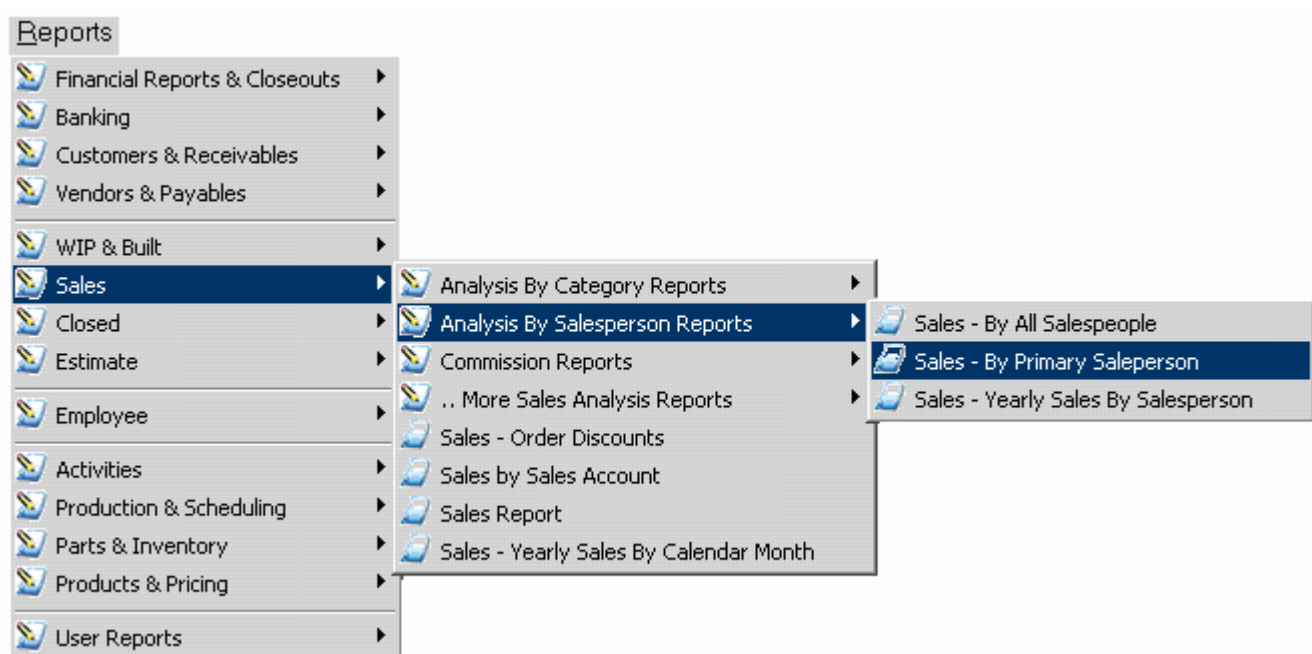 Reports
Financial Reports & Closeouts
Banking
Customers & Receivables
Vendors & Payables
WIP & Built
Sales
Closed
Estimate
Employee
Activities
Production & Scheduling
Parts & Inventory
Products & Pricing
User Reports
Analysis By Category Reports
Analysis By Salesperson Reports
Commission Reports
.. More Sales Analysis Reports
Sales - Order Discounts
Sales by Sales Account
Sales Report
Sales - Yearly Sales By Calendar Month
Sales - By All Salespeople
Sales - By Primary Saleperson
Sales - Yearly Sales By Salesperson